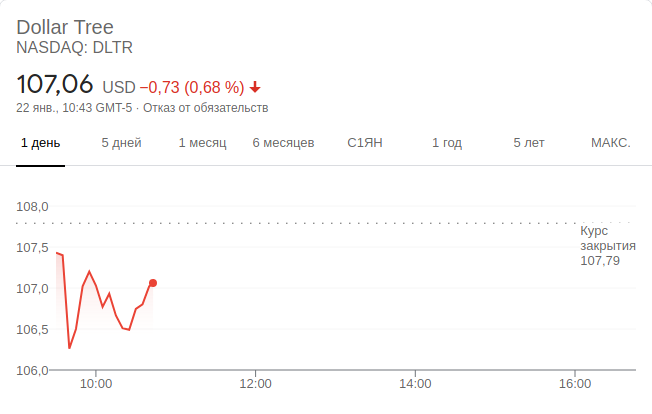 Dollar Tree
NASDAQ: DLTR
107,06 USD −0,73 (0,68 %)
22 янв., 10:43 GMT-5 · Отказ от обязательств
1 день 5 дней 1 месяц 6 месяцев С1ЯН 1 год 5 лет МАКС.
108,0
Курс
закрытия
107,79
107,5
107,0
106,5
106,0
10:00 12:00 14:00 16:00